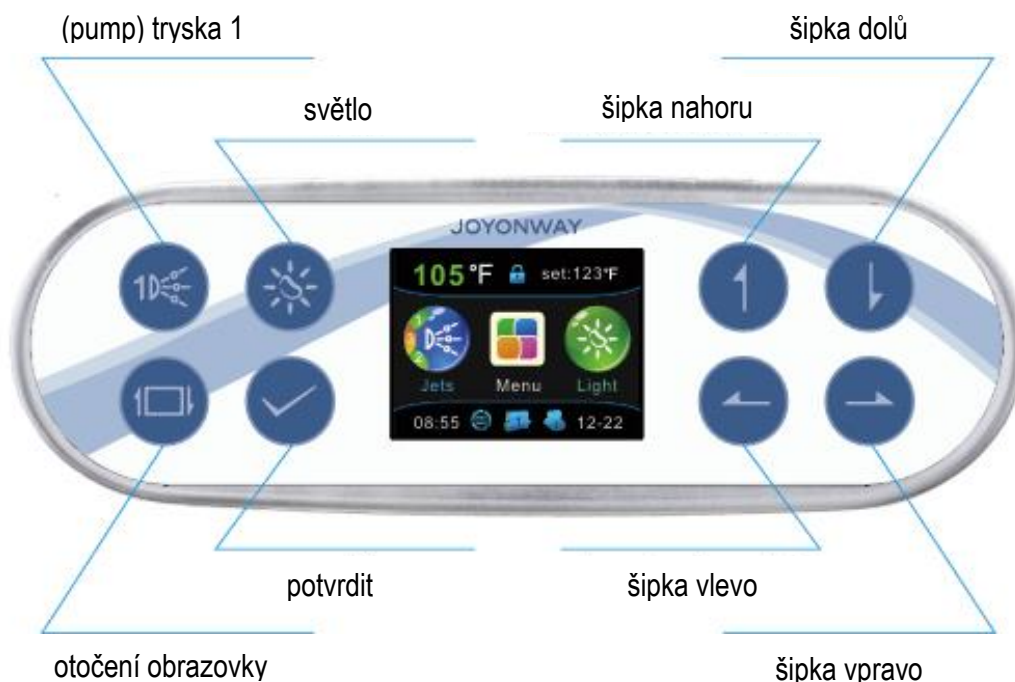 (pump) tryska 1
šipka dolů
světlo
šipka nahoru
JOYONWAY
105°F set:123°F
Jets Menu Light
08:55 12-22
potvrdit
šipka vlevo
otočení obrazovky
šipka vpravo